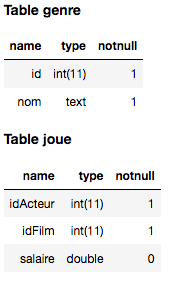 Table genre
name type notnull
id int(11) 1
nom text 1
Table joue
name type notnull
idActeur int(11) 1
idFilm int(11) 1
salaire double 0